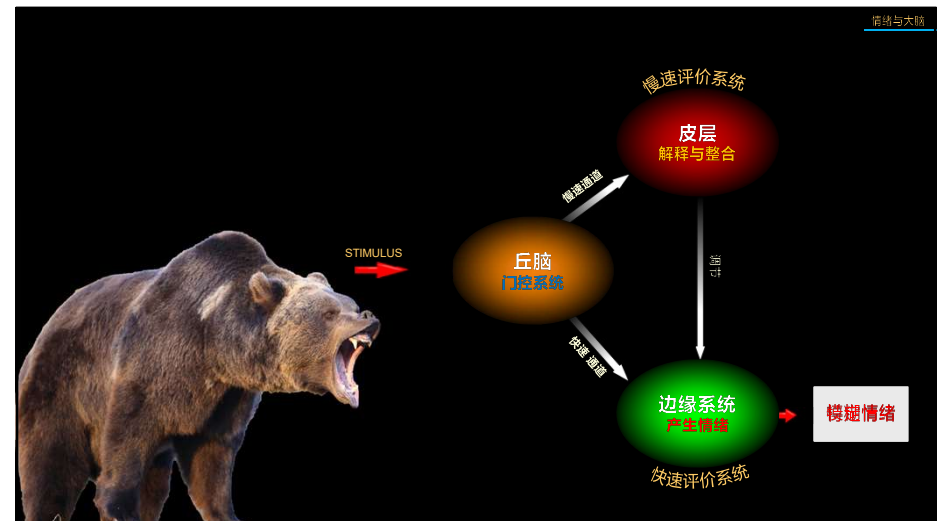 情绪与大脑
慢速评价系统
皮层
解释与整合
慢速通道
STIMULUS
丘脑
门控系统
调节
快速 通道
边缘系统
产生情绪
模糊情绪
快速评价系统